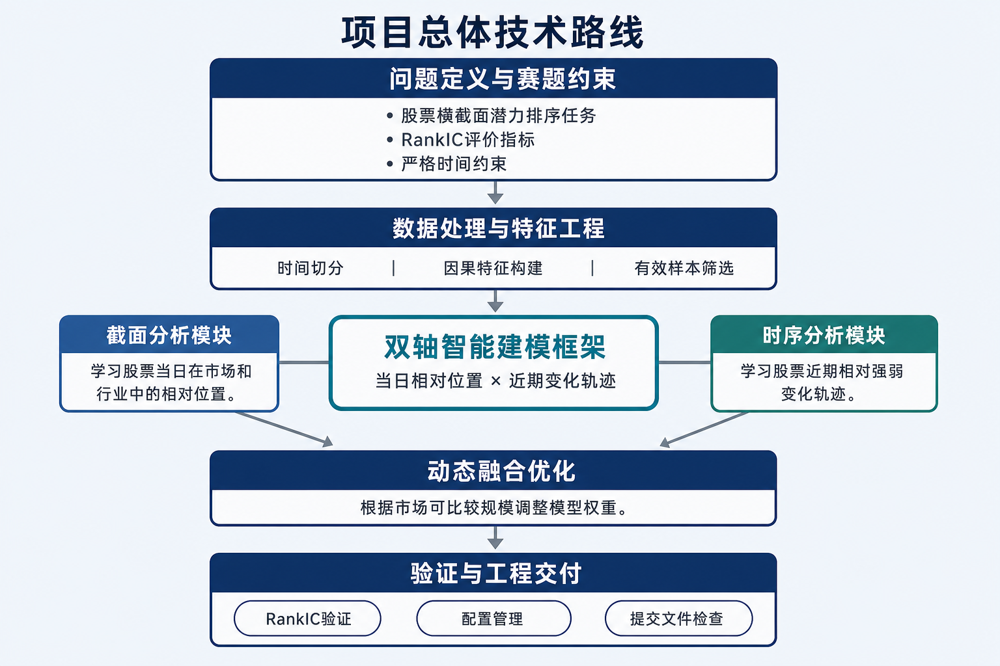 项目总体技术路线
问题定义与赛题约束
• 股票横截面潜力排序任务
• RankIC评价指标
• 严格时间约束
数据处理与特征工程
时间切分 | 因果特征构建 | 有效样本筛选
截面分析模块
学习股票当日在市场和
行业中的相对位置。
双轴智能建模框架
当日相对位置 × 近期变化轨迹
时序分析模块
学习股票近期相对强弱
变化轨迹。
动态融合优化
根据市场可比较规模调整模型权重。
验证与工程交付
RankIC验证
配置管理
提交文件检查